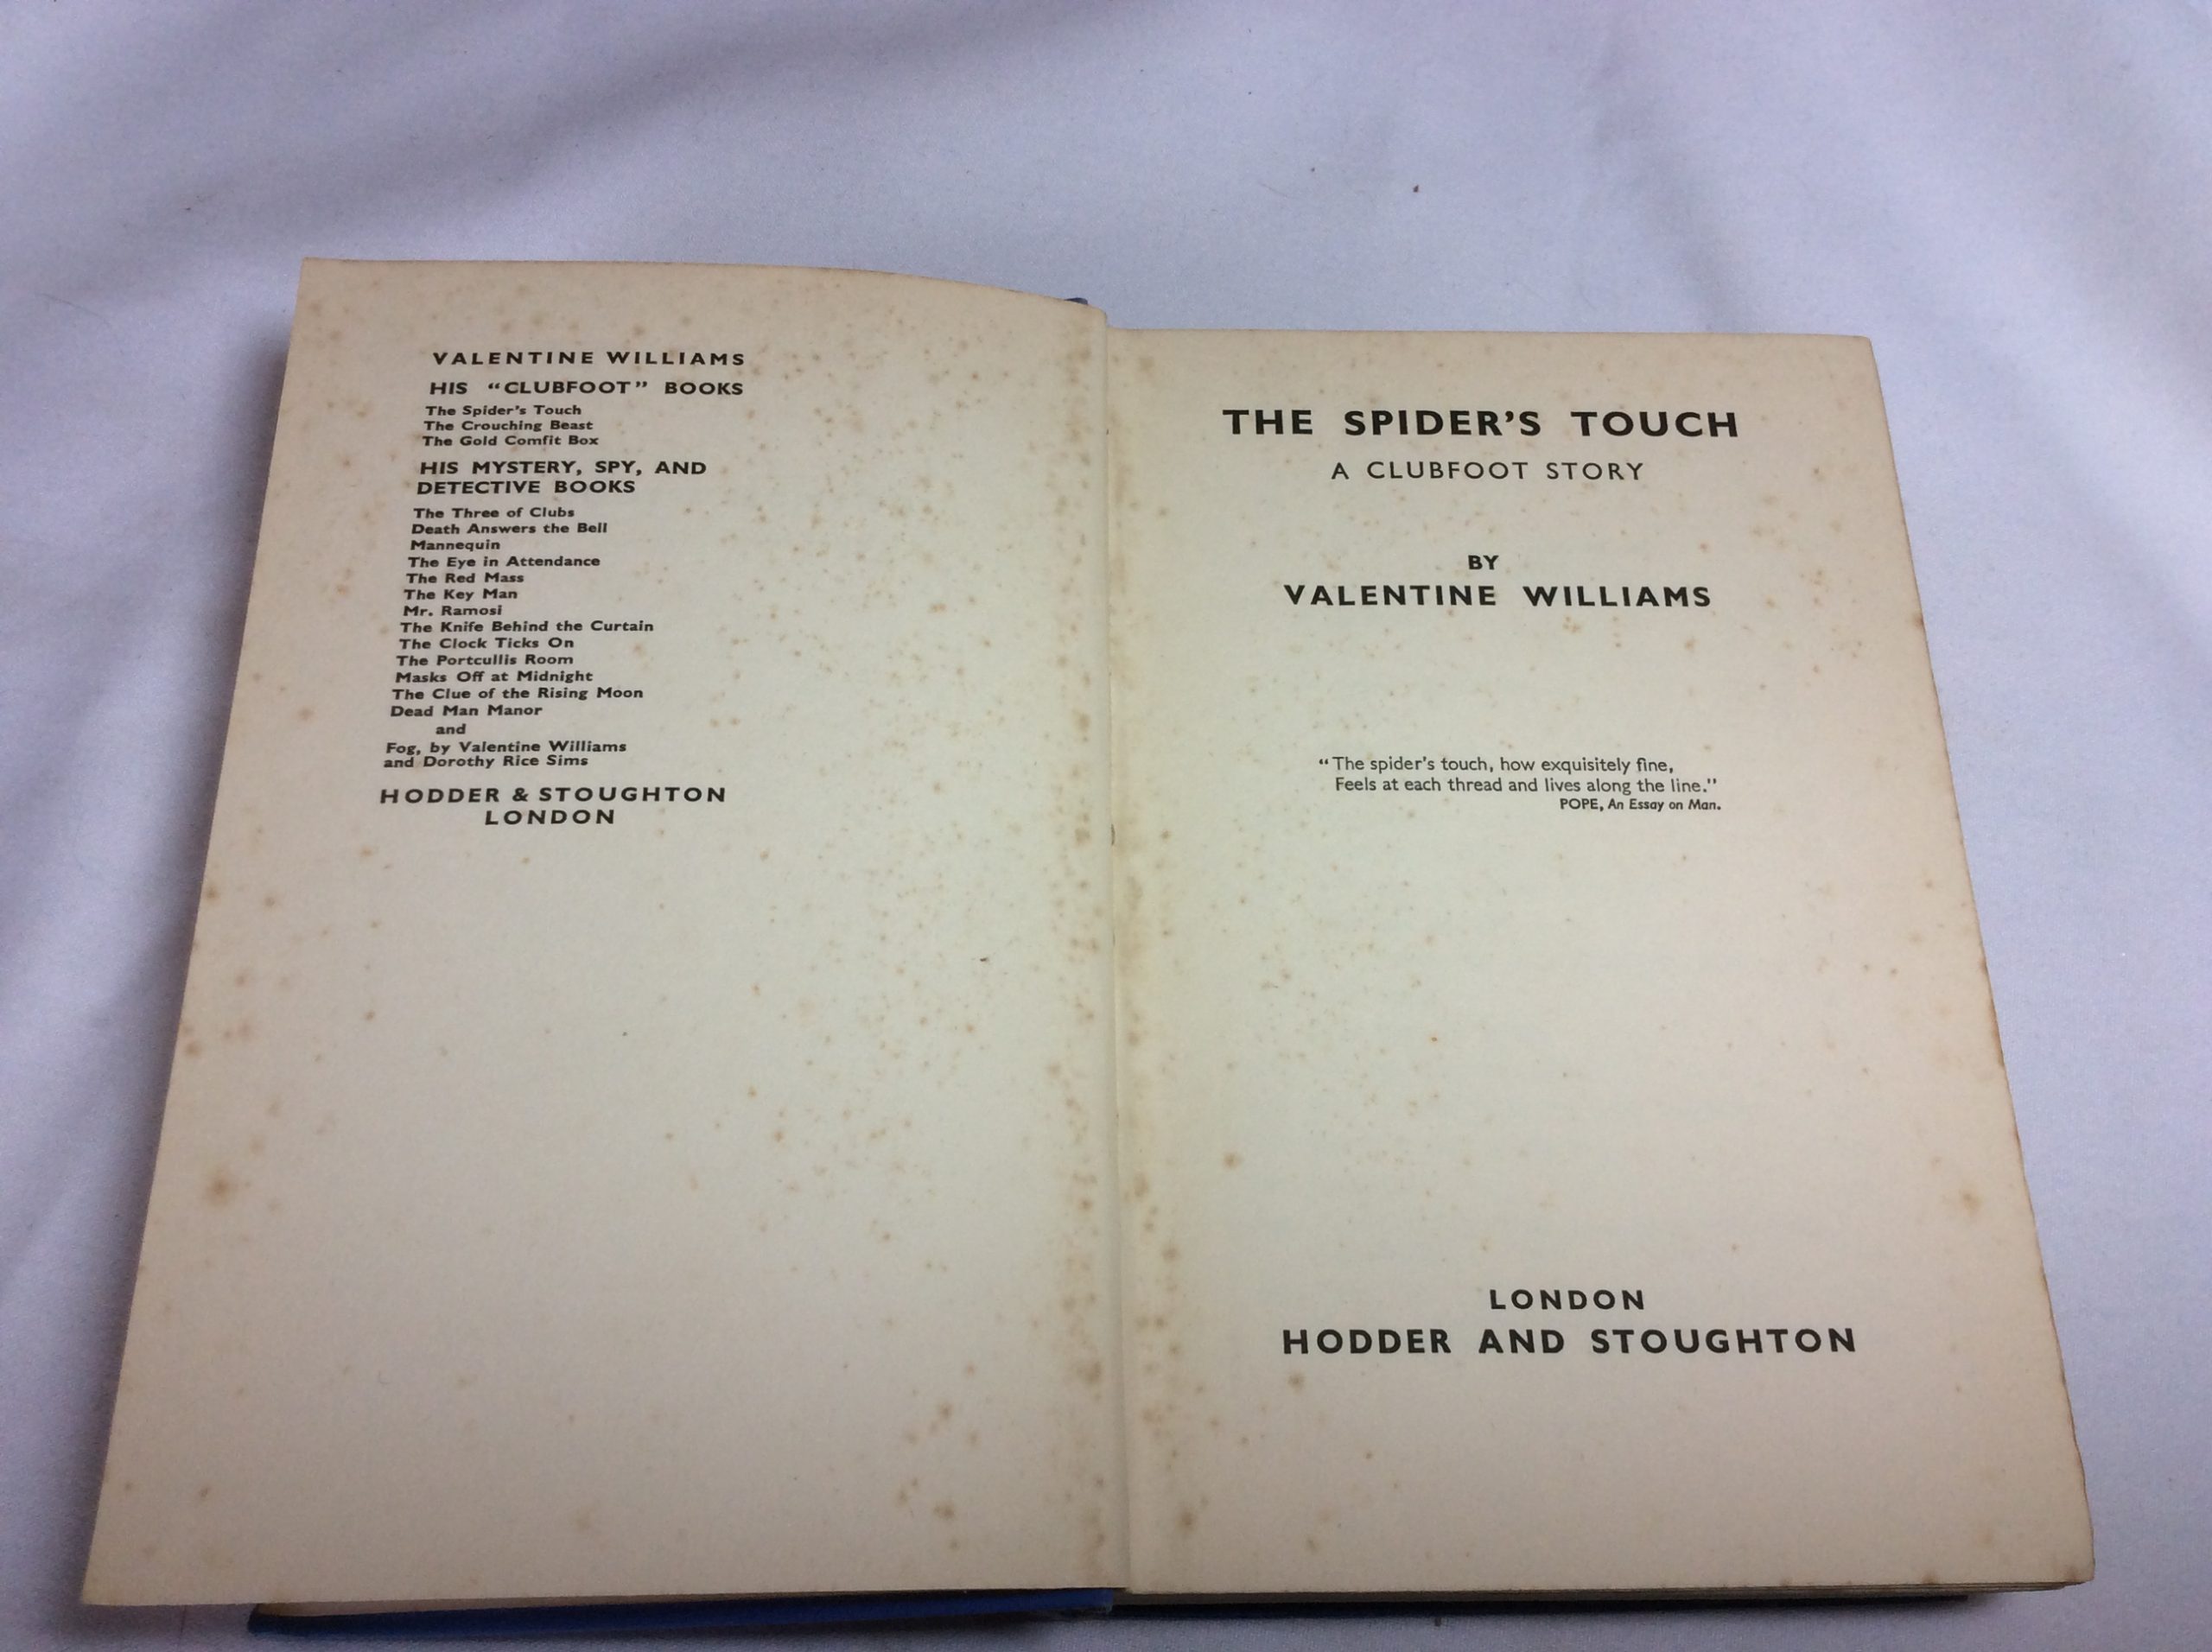 VALENTINE WILLIAMS
HIS “CLUBFOOT” BOOKS
The Spider’s Touch
The Crouching Beast
The Gold Comfit Box
HIS MYSTERY, SPY, AND
DETECTIVE BOOKS
The Three of Clubs
Death Answers the Bell
Mannequin
The Eye in Attendance
The Red Mass
The Key Man
Mr. Ramosi
The Knife Behind the Curtain
The Clock Ticks On
The Portcullis Room
Masks Off at Midnight
The Clue of the Rising Moon
Dead Man Manor
and
Fog, by Valentine Williams
and Dorothy Rice Sims
HODDER & STOUGHTON
LONDON
THE SPIDER’S TOUCH
A CLUBFOOT STORY
BY
VALENTINE WILLIAMS
“The spider’s touch, how exquisitely fine,
Feels at each thread and lives along the line.”
POPE, An Essay on Man.
LONDON
HODDER AND STOUGHTON